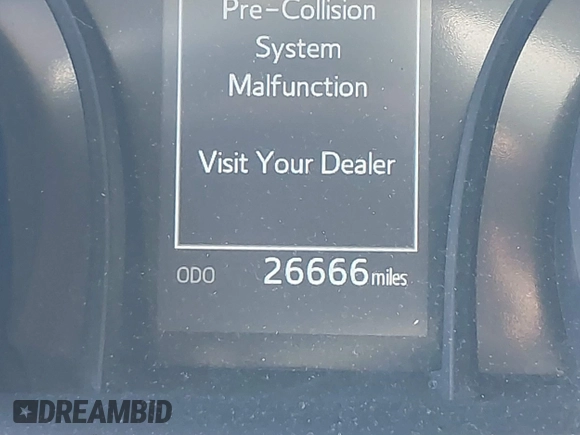 Pre-Collision
System
Malfunction
Visit Your Dealer
ODO 26666 miles
DREAMBID